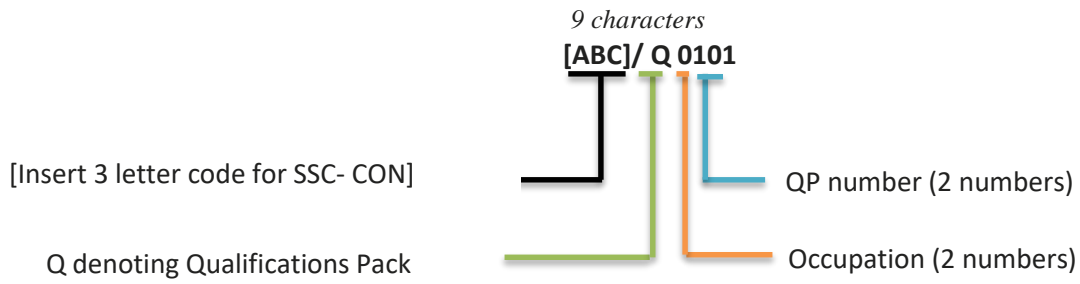 9 characters
[ABC]/ Q 0101
[Insert 3 letter code for SSC- CON]
QP number (2 numbers)
Q denoting Qualifications Pack
Occupation (2 numbers)